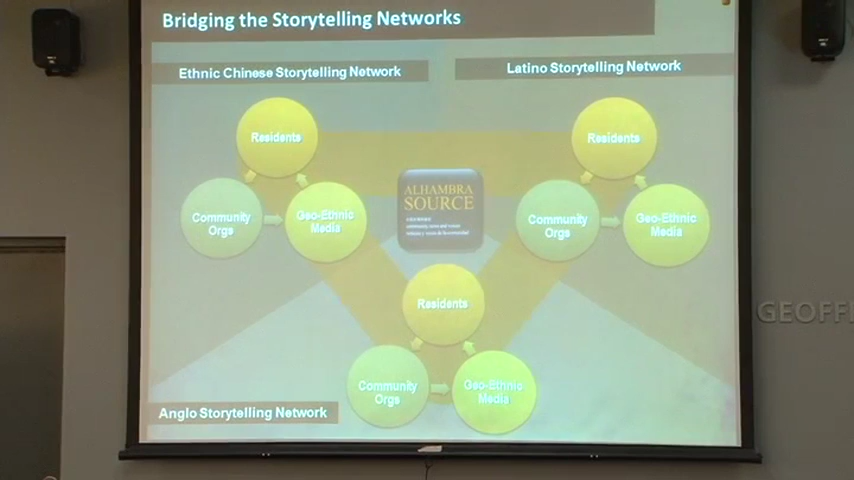 Bridging the Storytelling Networks
Ethnic Chinese Storytelling Network
Latino Storytelling Network
Residents
Community
Orgs
Geo-Ethnic
Media
ALHAMBRA
SOURCE
Residents
Community
Orgs
Geo-Ethnic
Media
Residents
Community
Orgs
Geo-Ethnic
Media
Anglo Storytelling Network
GEOFF